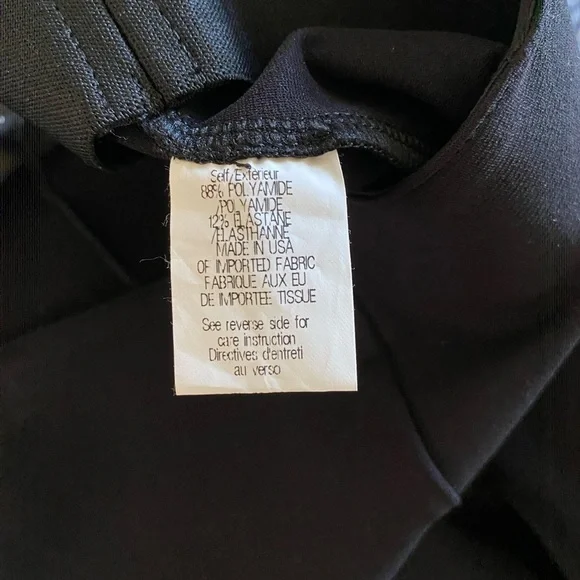 Self/Exterieur
88% POLYAMIDE
/POLYAMIDE
12% ELASTANE
/ELASTHANNE
MADE IN USA
OF IMPORTED FABRIC
FABRIQUE AUX EU
DE IMPORTEE TISSUE
See reverse side for
care instruction
Directives d'entreti
au verso